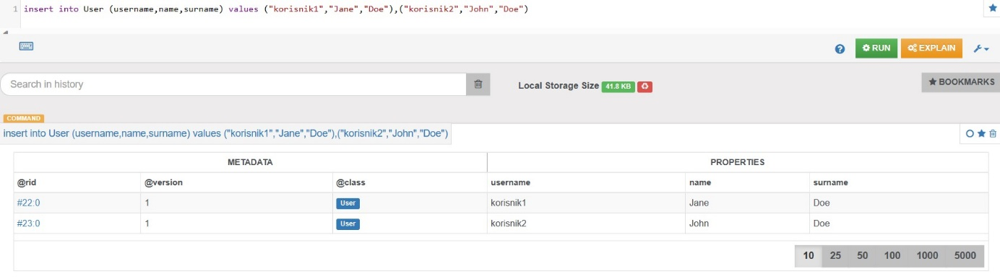 1 insert into User (username,name,surname) values ("korisnik1","Jane","Doe"),("korisnik2","John","Doe")
RUN EXPLAIN
Search in history Local Storage Size 41.8 KB BOOKMARKS
COMMAND
insert into User (username,name,surname) values ("korisnik1","Jane","Doe"),("korisnik2","John","Doe")
METADATA PROPERTIES
@rid @version @class username name surname
#22:0 1 User korisnik1 Jane Doe
#23:0 1 User korisnik2 John Doe
10 25 50 100 1000 5000